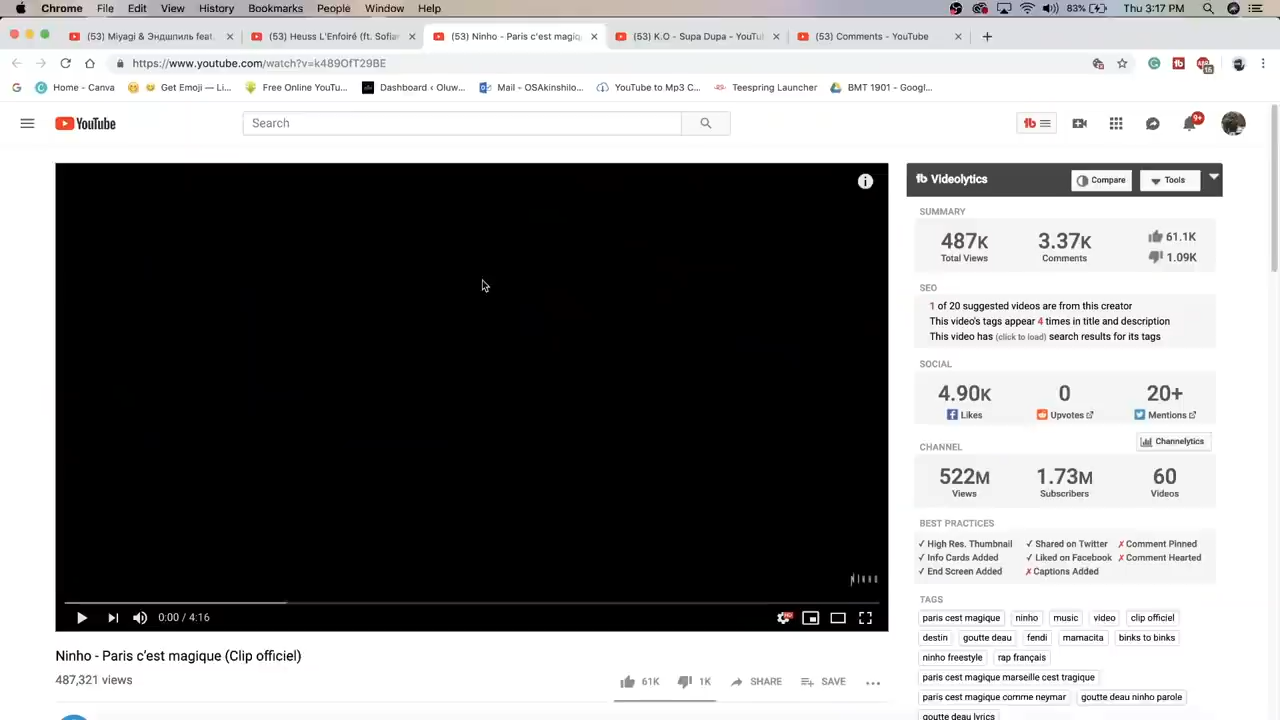 Chrome File Edit View History Bookmarks People Window Help 83% Thu 3:17 PM
(53) Miyagi & Эндшпиль feat. (53) Heuss L'Enfoiré (ft. Sofian (53) Ninho - Paris c'est magiq (53) K.O - Supa Dupa - YouTu (53) Comments - YouTube
https://www.youtube.com/watch?v=k489OfT29BE
Home - Canva Get Emoji — Li... Free Online YouTu... Dashboard ‹ Oluw... Mail - OSAkinshilo... YouTube to Mp3 C... Teespring Launcher BMT 1901 - Googl...
YouTube Search 9+
Videolytics Compare Tools
SUMMARY
487K 3.37K 61.1K
Total Views Comments 1.09K
SEO
1 of 20 suggested videos are from this creator
This video's tags appear 4 times in title and description
This video has (click to load) search results for its tags
SOCIAL
4.90K 0 20+
Likes Upvotes Mentions
CHANNEL Channelytics
522M 1.73M 60
Views Subscribers Videos
BEST PRACTICES
✓ High Res. Thumbnail ✓ Shared on Twitter ✗ Comment Pinned
✓ Info Cards Added ✓ Liked on Facebook ✗ Comment Hearted
✓ End Screen Added ✗ Captions Added
TAGS
paris cest magique ninho music video clip officiel
destin goutte deau fendi mamacita binks to binks
ninho freestyle rap français
paris cest magique marseille cest tragique
paris cest magique comme neymar goutte deau ninho parole
goutte deau lyrics
0:00 / 4:16
Ninho - Paris c'est magique (Clip officiel)
487,321 views
61K 1K SHARE SAVE